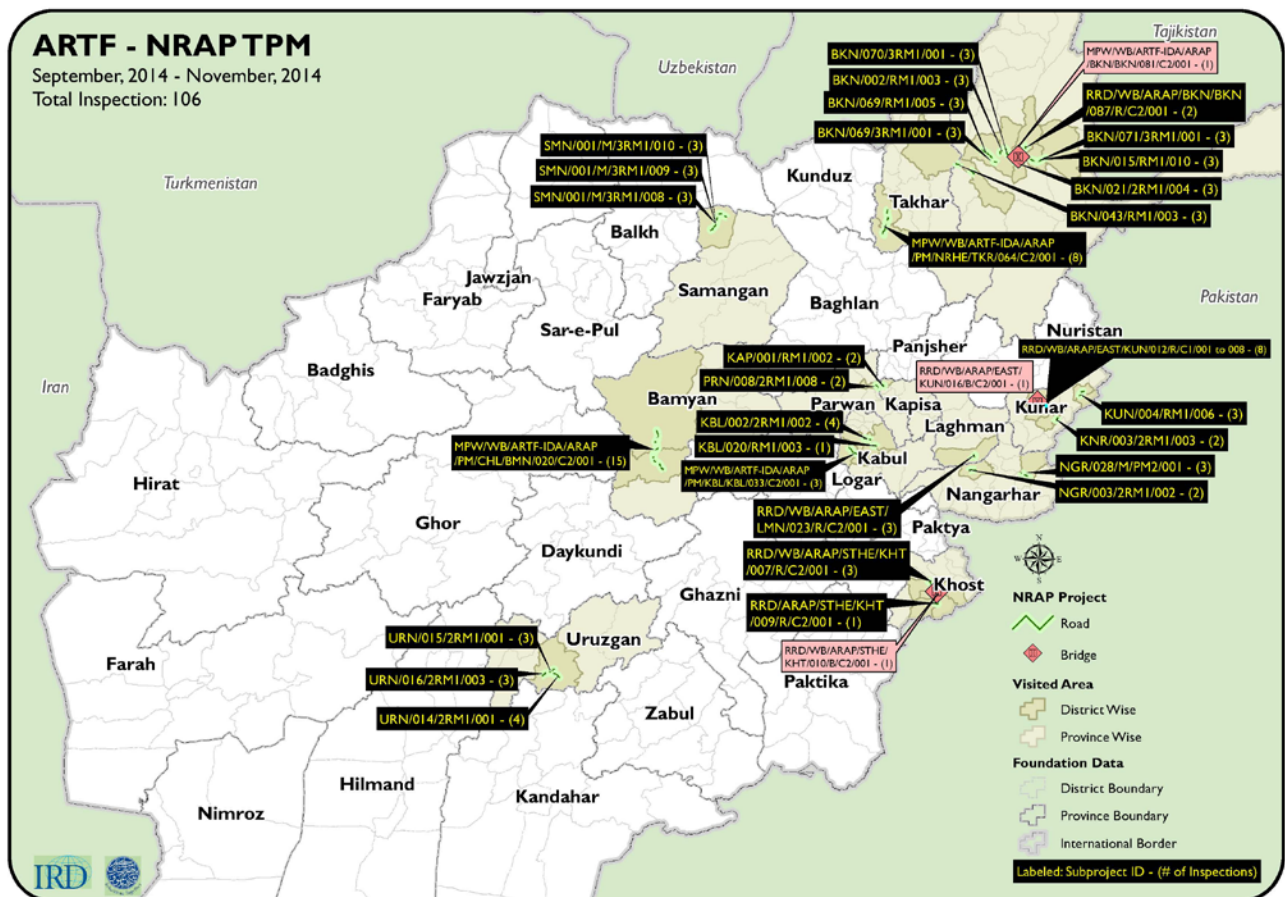 ARTF - NRAP TPM
September, 2014 - November, 2014
Total Inspection: 106
Tajikistan
Uzbekistan
Turkmenistan
Iran
Pakistan
BKN/070/3RM1/001 - (3)
BKN/002/RM1/003 - (3)
BKN/069/RM1/005 - (3)
BKN/069/3RM1/001 - (3)
MPW/WB/ARTF-IDA/ARAP
/BKN/BKN/081/C2/001 - (1)
RRD/WB/ARAP/BKN/BKN
/087/R/C2/001 - (2)
BKN/071/3RM1/001 - (3)
BKN/015/RM1/010 - (3)
BKN/021/2RM1/004 - (3)
BKN/043/RM1/003 - (3)
SMN/001/M/3RM1/010 - (3)
SMN/001/M/3RM1/009 - (3)
SMN/001/M/3RM1/008 - (3)
MPW/WB/ARTF-IDA/ARAP
/PM/NRHE/TKR/064/C2/001 - (8)
Kunduz
Takhar
Balkh
Jawzjan
Faryab
Samangan
Baghlan
Sar-e-Pul
Badghis
Panjsher
Nuristan
RRD/WB/ARAP/EAST/KUN/012/R/C1/001 to 008 - (8)
KAP/001/RM1/002 - (2)
PRN/008/2RM1/008 - (2)
RRD/WB/ARAP/EAST/
KUN/016/B/C2/001 - (1)
Bamyan
Parwan
Kapisa
Kunar
Laghman
KUN/004/RM1/006 - (3)
KNR/003/2RM1/003 - (2)
KBL/002/2RM1/002 - (4)
KBL/020/RM1/003 - (1)
MPW/WB/ARTF-IDA/ARAP
/PM/KBL/KBL/033/C2/001 - (3)
MPW/WB/ARTF-IDA/ARAP
/PM/CHL/BMN/020/C2/001 - (15)
Kabul
Logar
Nangarhar
NGR/028/M/PM2/001 - (3)
NGR/003/2RM1/002 - (2)
Hirat
Ghor
Daykundi
Paktya
RRD/WB/ARAP/EAST/
LMN/023/R/C2/001 - (3)
RRD/WB/ARAP/STHE/KHT
/007/R/C2/001 - (3)
RRD/ARAP/STHE/KHT
/009/R/C2/001 - (1)
RRD/WB/ARAP/STHE/
KHT/010/B/C2/001 - (1)
Ghazni
Khost
Paktika
Uruzgan
URN/015/2RM1/001 - (3)
URN/016/2RM1/003 - (3)
URN/014/2RM1/001 - (4)
Farah
Zabul
Hilmand
Kandahar
Nimroz
N
W
E
S
NRAP Project
Road
Bridge
Visited Area
District Wise
Province Wise
Foundation Data
District Boundary
Province Boundary
International Border
Labeled: Subproject ID - (# of Inspections)
IRD